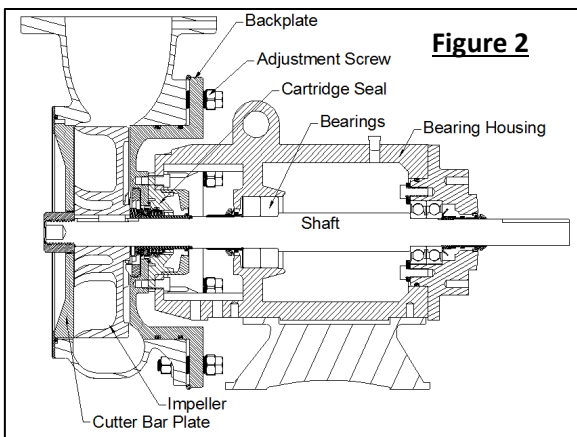 Backplate
Figure 2
Adjustment Screw
Cartridge Seal
Bearings
Bearing Housing
Shaft
Impeller
Cutter Bar Plate